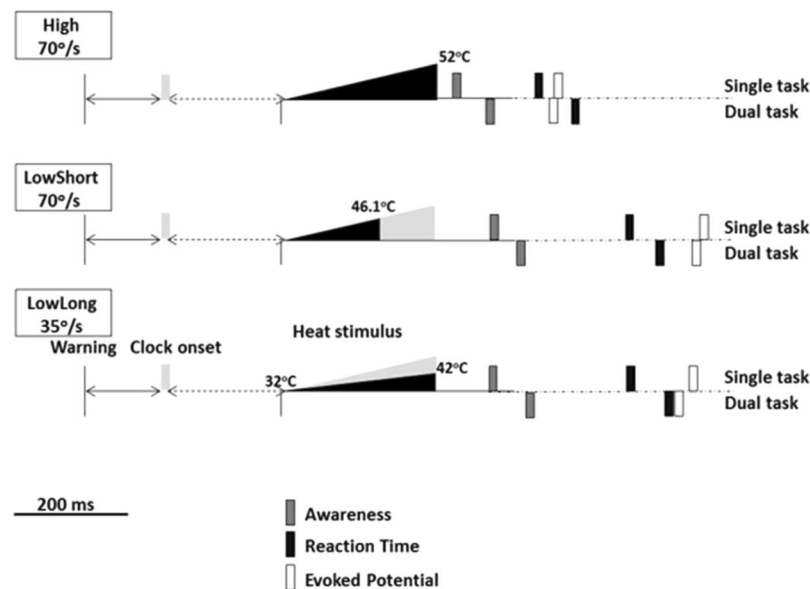 High
70°/s
52°C
Single task
Dual task
LowShort
70°/s
46.1°C
Single task
Dual task
LowLong
35°/s
Warning Clock onset
Heat stimulus
32°C
42°C
Single task
Dual task
200 ms
Awareness
Reaction Time
Evoked Potential